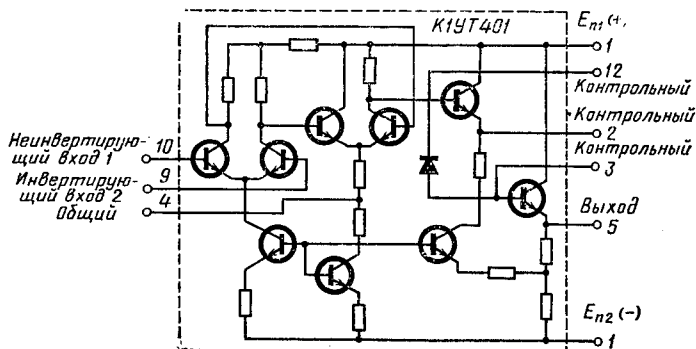 К1УТ401
Eп1 (+
1
12
Контрольный
Контрольный
2
Контрольный
3
Неинвертирую-
щий вход 1
10
Инвертирую-
щий вход 2
9
Общий
4
Выход
5
Eп2 (−)
1